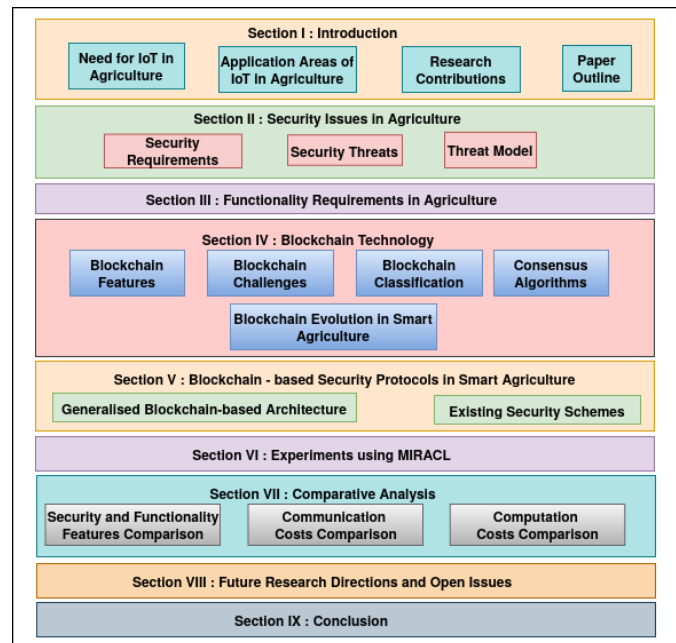 Section I : Introduction
Need for IoT in
Agriculture
Application Areas of
IoT in Agriculture
Research
Contributions
Paper
Outline
Section II : Security Issues in Agriculture
Security
Requirements
Security Threats
Threat Model
Section III : Functionality Requirements in Agriculture
Section IV : Blockchain Technology
Blockchain
Features
Blockchain
Challenges
Blockchain
Classification
Consensus
Algorithms
Blockchain Evolution in Smart
Agriculture
Section V : Blockchain - based Security Protocols in Smart Agriculture
Generalised Blockchain-based Architecture
Existing Security Schemes
Section VI : Experiments using MIRACL
Section VII : Comparative Analysis
Security and Functionality
Features Comparison
Communication
Costs Comparison
Computation
Costs Comparison
Section VIII : Future Research Directions and Open Issues
Section IX : Conclusion